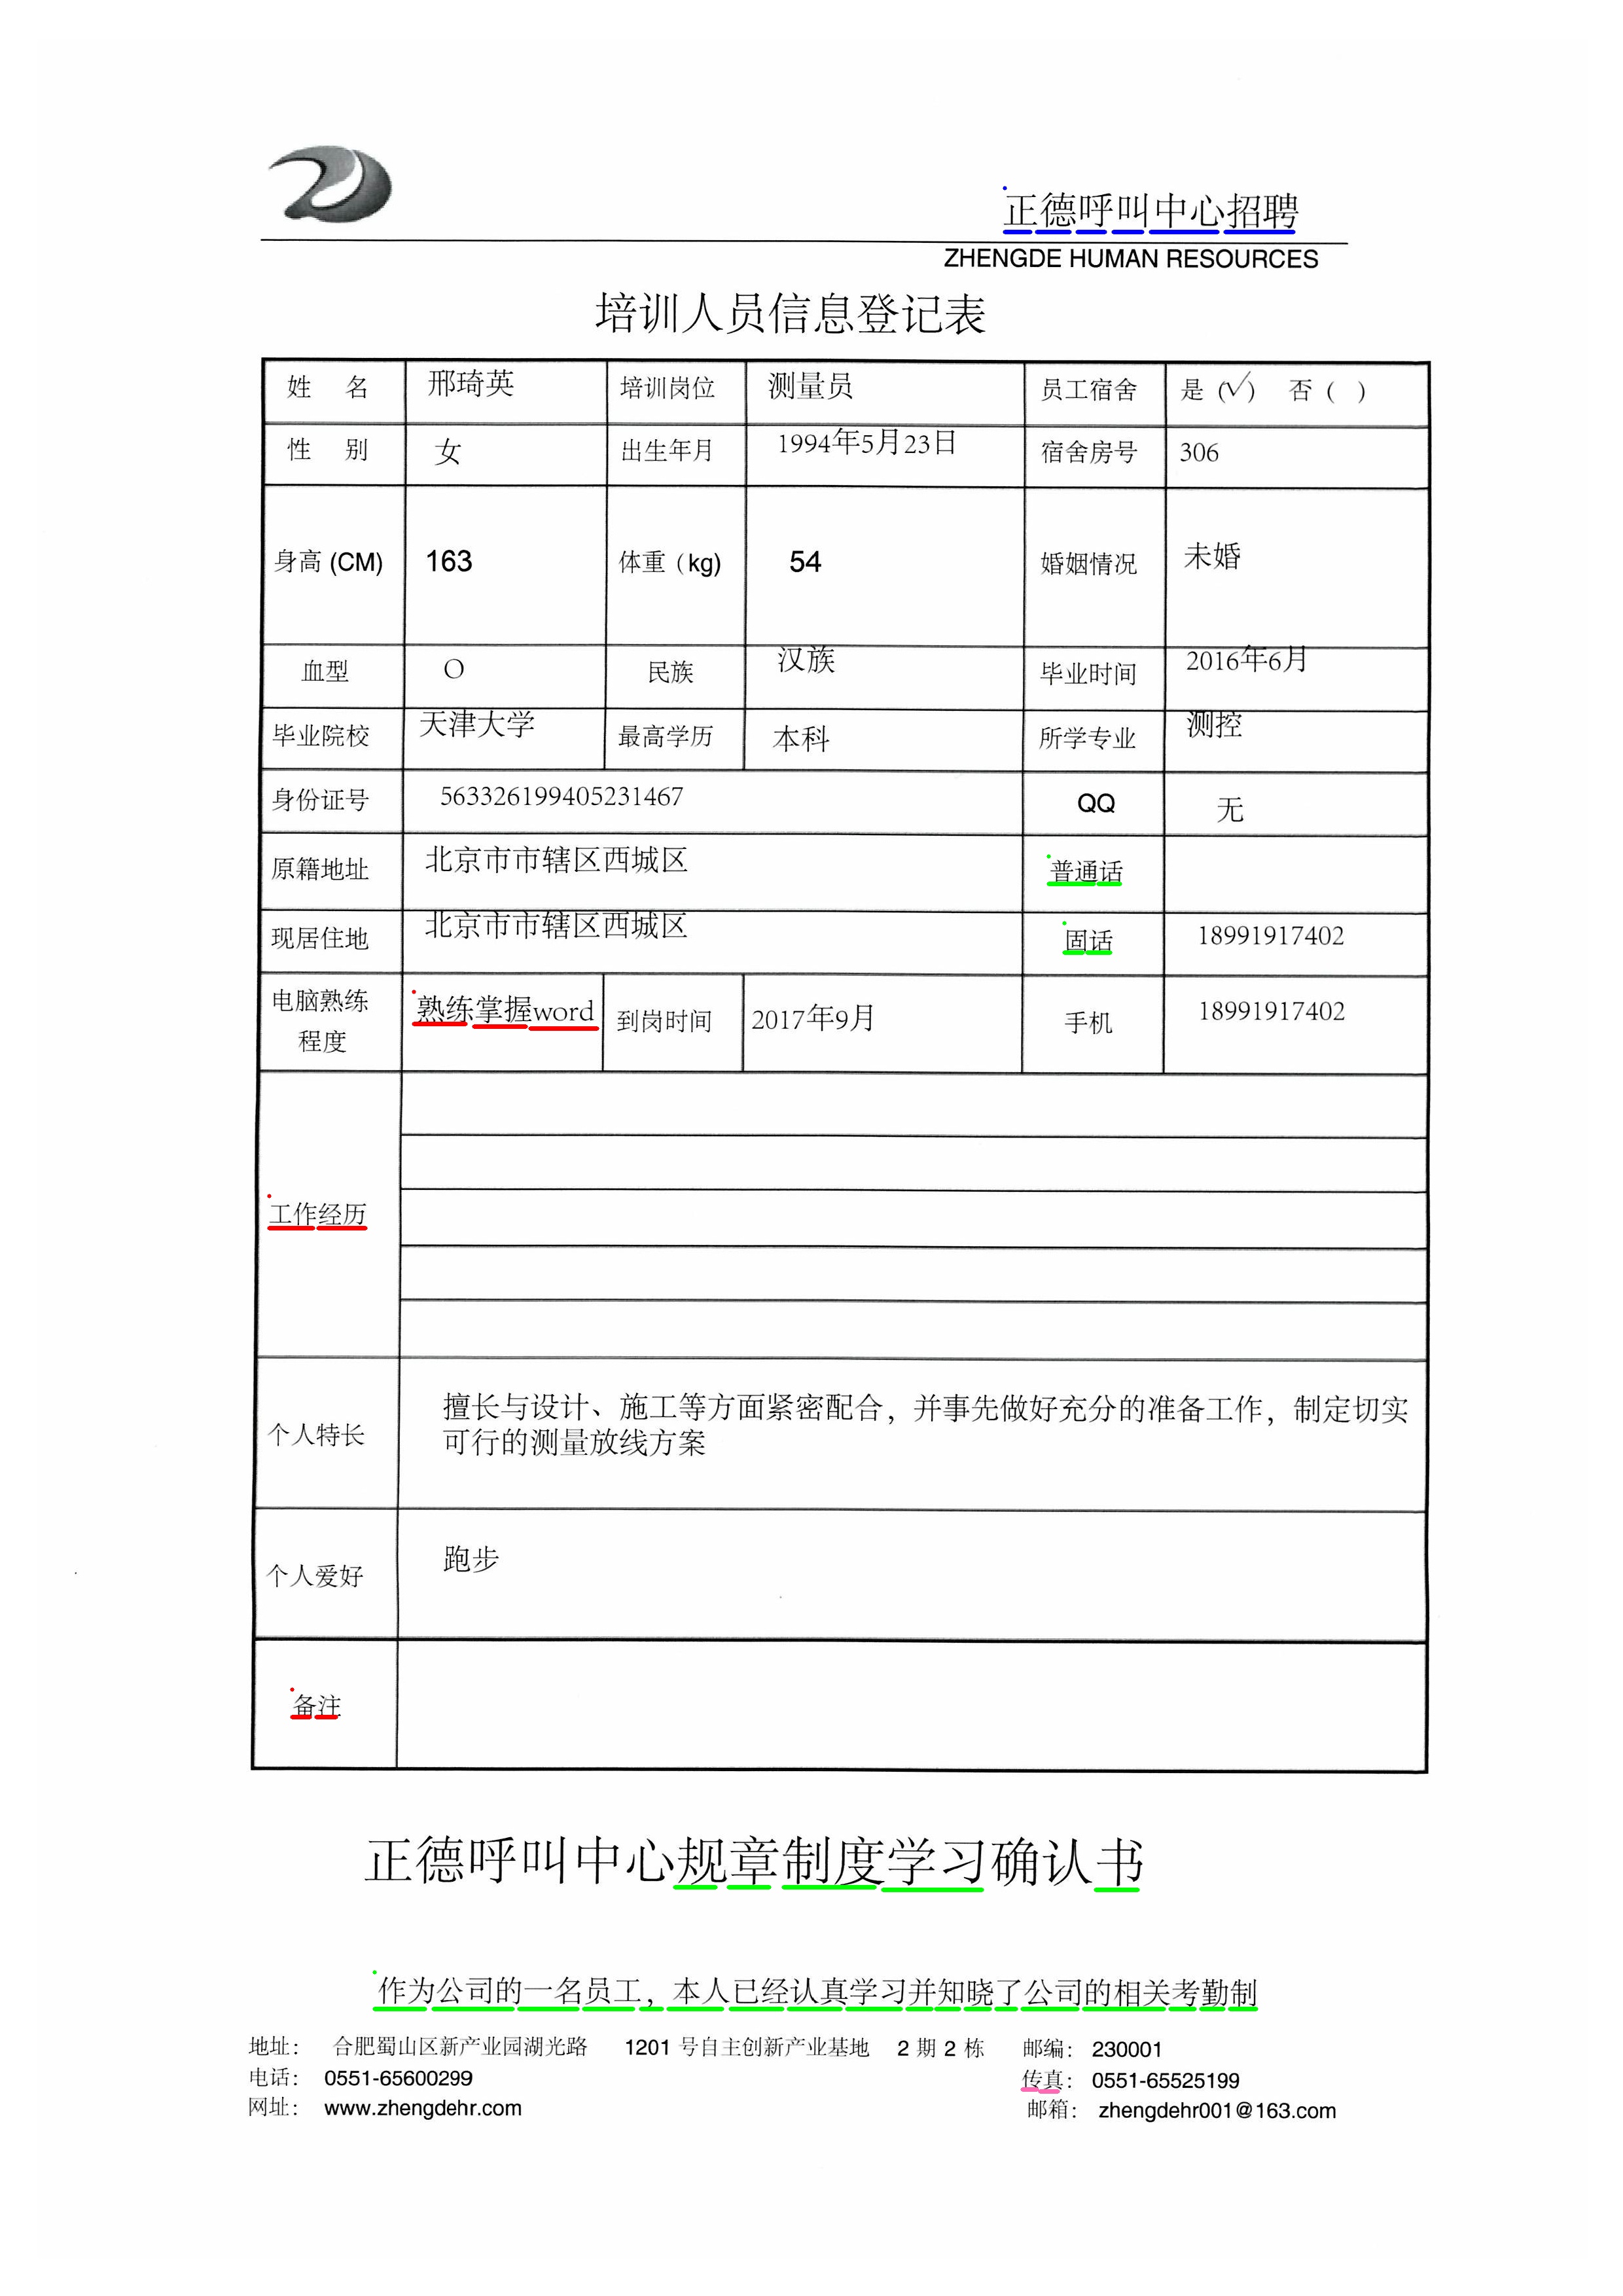 正德呼叫中心招聘
ZHENGDE HUMAN RESOURCES
培训人员信息登记表
姓 名 邢琦英 培训岗位 测量员 员工宿舍 是 (√) 否 ( )
性 别 女 出生年月 1994年5月23日 宿舍房号 306
身高 (CM) 163 体重 (kg) 54 婚姻情况 未婚
血型 O 民族 汉族 毕业时间 2016年6月
毕业院校 天津大学 最高学历 本科 所学专业 测控
身份证号 563326199405231467 QQ 无
原籍地址 北京市市辖区西城区 普通话
现居住地 北京市市辖区西城区 固话 18991917402
电脑熟练 熟练掌握word 到岗时间 2017年9月 手机 18991917402
程度
工作经历
个人特长 擅长与设计、施工等方面紧密配合，并事先做好充分的准备工作，制定切实
可行的测量放线方案
个人爱好 跑步
备注
正德呼叫中心规章制度学习确认书
作为公司的一名员工，本人已经认真学习并知晓了公司的相关考勤制
地址： 合肥蜀山区新产业园湖光路 1201 号自主创新产业基地 2 期 2 栋 邮编： 230001
电话： 0551-65600299 传真： 0551-65525199
网址： www.zhengdehr.com 邮箱： zhengdehr001@163.com